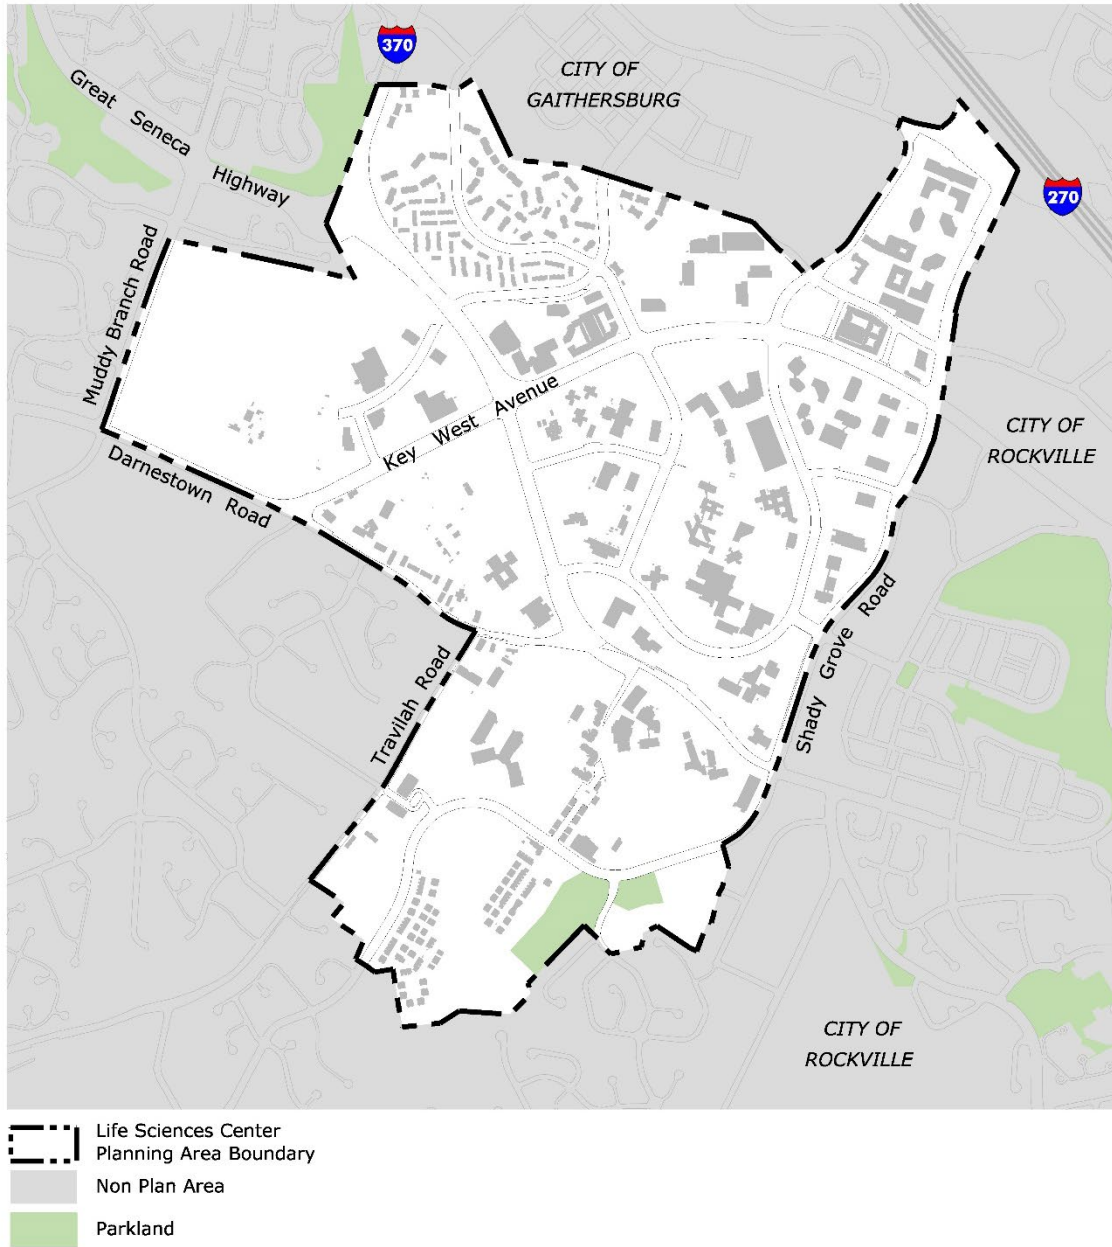 370
CITY OF
GAITHERSBURG
Great Seneca Highway
270
Muddy Branch Road
Key West Avenue
CITY OF
ROCKVILLE
Darnestown Road
Shady Grove Road
Travilah Road
CITY OF
ROCKVILLE
Life Sciences Center
Planning Area Boundary
Non Plan Area
Parkland